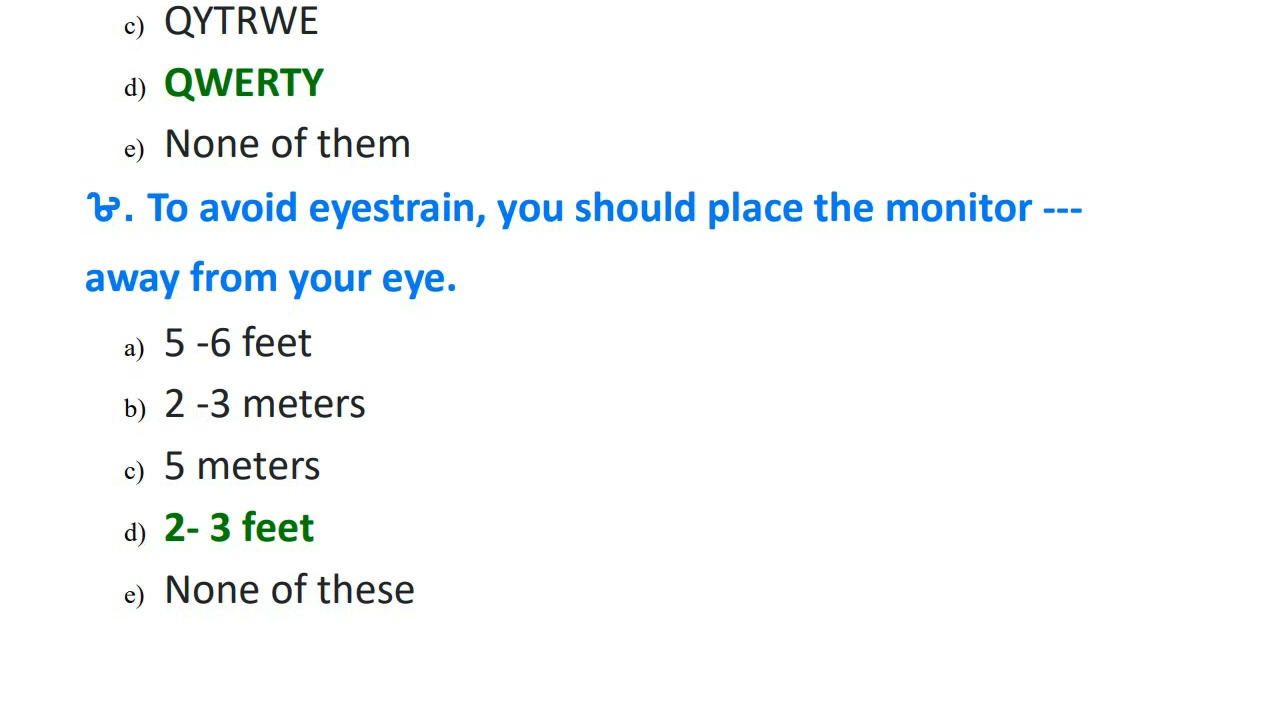 c) QYTRWE
d) QWERTY
e) None of them
৮. To avoid eyestrain, you should place the monitor ---
away from your eye.
a) 5 -6 feet
b) 2 -3 meters
c) 5 meters
d) 2- 3 feet
e) None of these